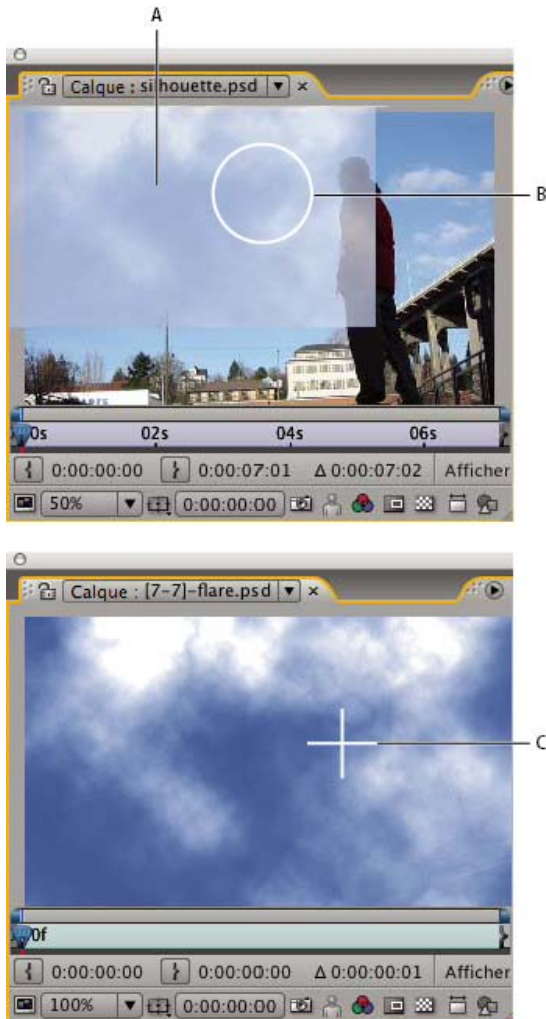 A
Calque : silhouette.psd
B
ARTS
0s 02s 04s 06s
0:00:00:00 0:00:07:01 Δ 0:00:07:02 Afficher
50% 0:00:00:00
Calque : [7-7]-flare.psd
C
0f
0:00:00:00 0:00:00:00 Δ 0:00:00:01 Afficher
100% 0:00:00:00